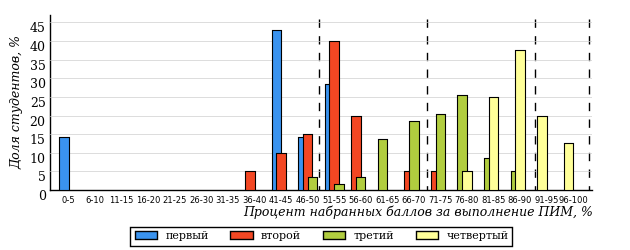 Доля студентов, %
45
40
35
30
25
20
15
10
5
0
0-5 6-10 11-15 16-20 21-25 26-30 31-35 36-40 41-45 46-50 51-55 56-60 61-65 66-70 71-75 76-80 81-85 86-90 91-95 96-100
Процент набранных баллов за выполнение ПИМ, %
первый второй третий четвертый